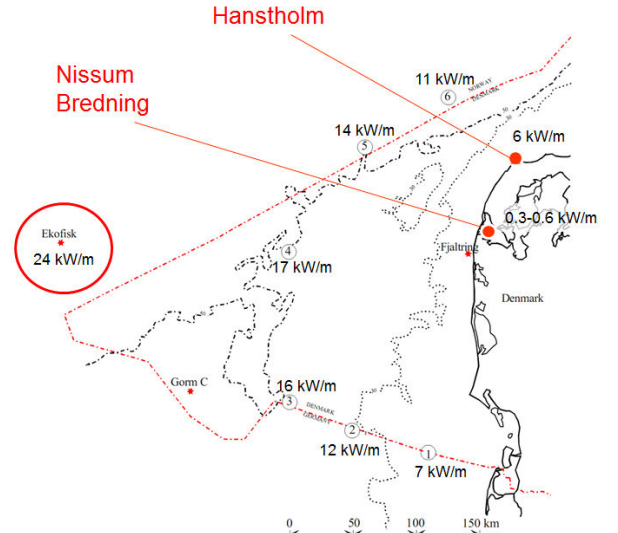 Hanstholm
Nissum
Bredning
11 kW/m
6
NORWAY
DENMARK
14 kW/m
5
30
30
6 kW/m
0.3-0.6 kW/m
Ekofisk
24 kW/m
4
17 kW/m
Fjaltring
Denmark
Gorm C
16 kW/m
3
DENMARK
GERMANY
2
12 kW/m
1
7 kW/m
0
50
100
150 km